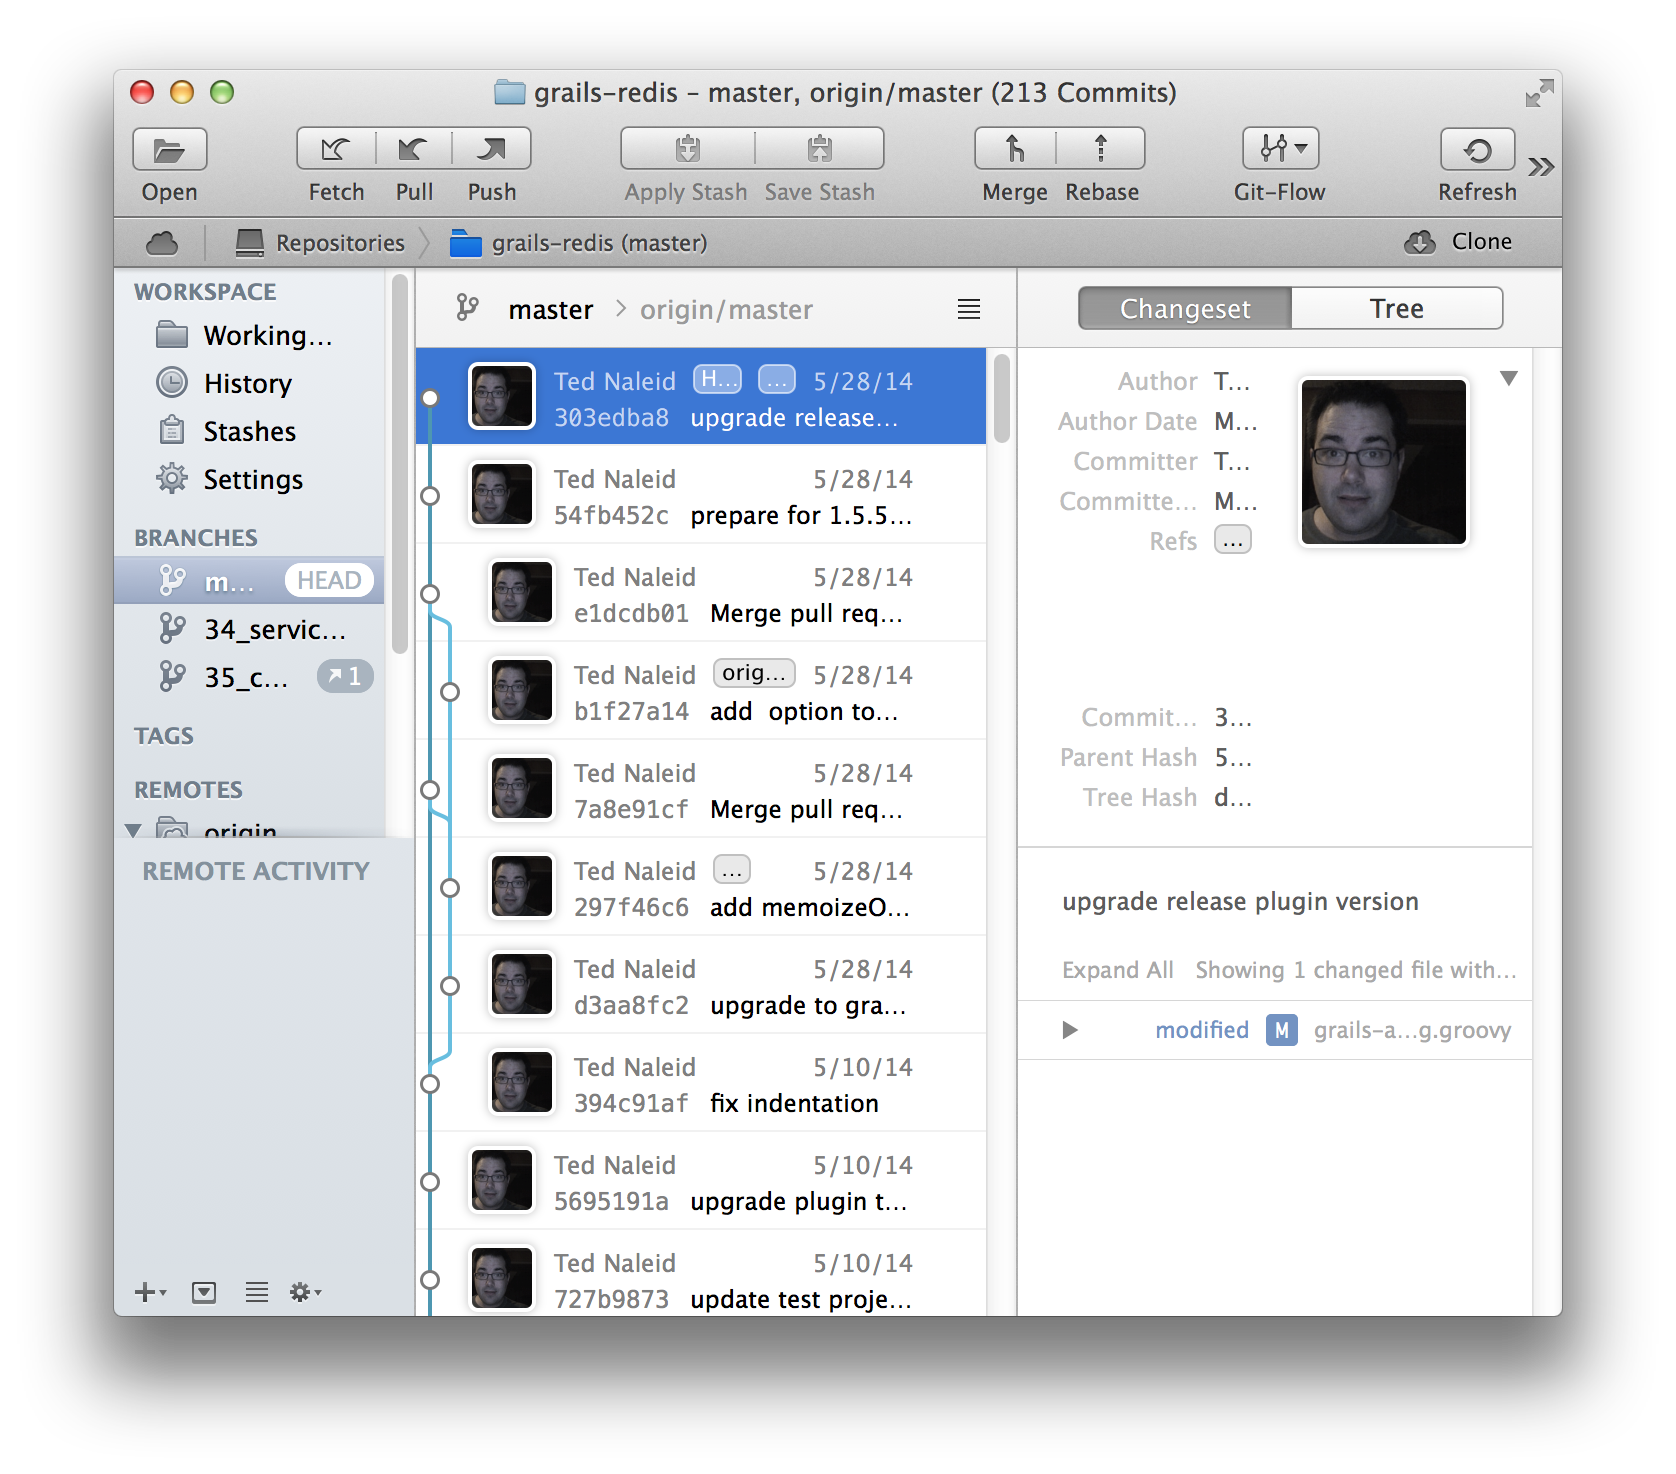 grails-redis – master, origin/master (213 Commits)
Open Fetch Pull Push Apply Stash Save Stash Merge Rebase Git-Flow Refresh
Repositories grails-redis (master) Clone
WORKSPACE
Working...
History
Stashes
Settings
BRANCHES
m... HEAD
34_servic...
35_c... 1
TAGS
REMOTES
origin
REMOTE ACTIVITY
master origin/master
Ted Naleid H... ... 5/28/14
303edba8 upgrade release...
Ted Naleid 5/28/14
54fb452c prepare for 1.5.5...
Ted Naleid 5/28/14
e1dcdb01 Merge pull req...
Ted Naleid orig... 5/28/14
b1f27a14 add option to...
Ted Naleid 5/28/14
7a8e91cf Merge pull req...
Ted Naleid ... 5/28/14
297f46c6 add memoizeO...
Ted Naleid 5/28/14
d3aa8fc2 upgrade to gra...
Ted Naleid 5/10/14
394c91af fix indentation
Ted Naleid 5/10/14
5695191a upgrade plugin t...
Ted Naleid 5/10/14
727b9873 update test proje...
Changeset Tree
Author T...
Author Date M...
Committer T...
Committe... M...
Refs ...
Commit... 3...
Parent Hash 5...
Tree Hash d...
upgrade release plugin version
Expand All Showing 1 changed file with...
modified M grails-a...g.groovy